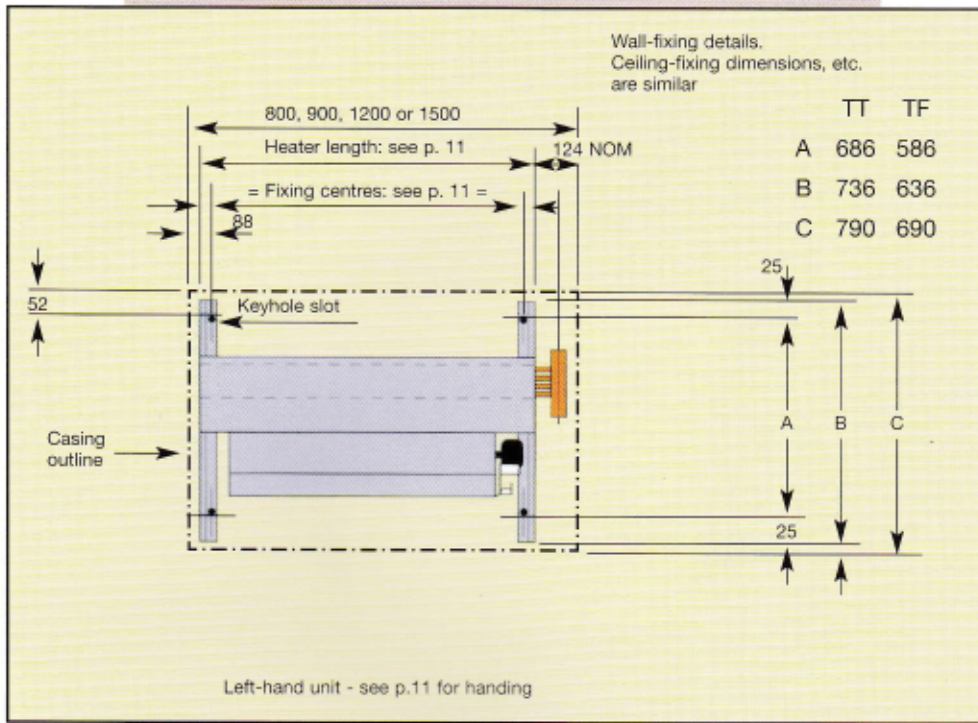 Wall-fixing details.
Ceiling-fixing dimensions, etc.
are similar
TT TF
A 686 586
B 736 636
C 790 690
800, 900, 1200 or 1500
Heater length: see p. 11
124 NOM
= Fixing centres: see p. 11 =
88
25
52
Keyhole slot
A B C
Casing
outline
25
Left-hand unit - see p.11 for handing